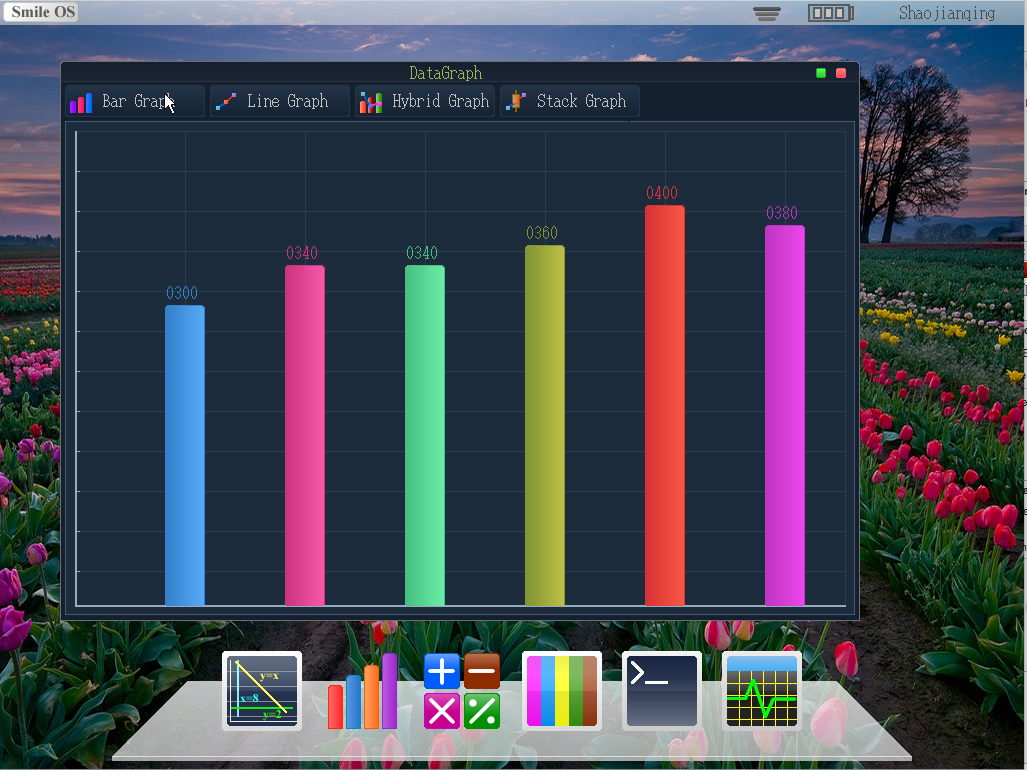 Smile OS
Shaojianqing
DataGraph
Bar Graph
Line Graph
Hybrid Graph
Stack Graph
0400
0380
0360
0340
0340
0300
y=x
x=8
y=2
>_